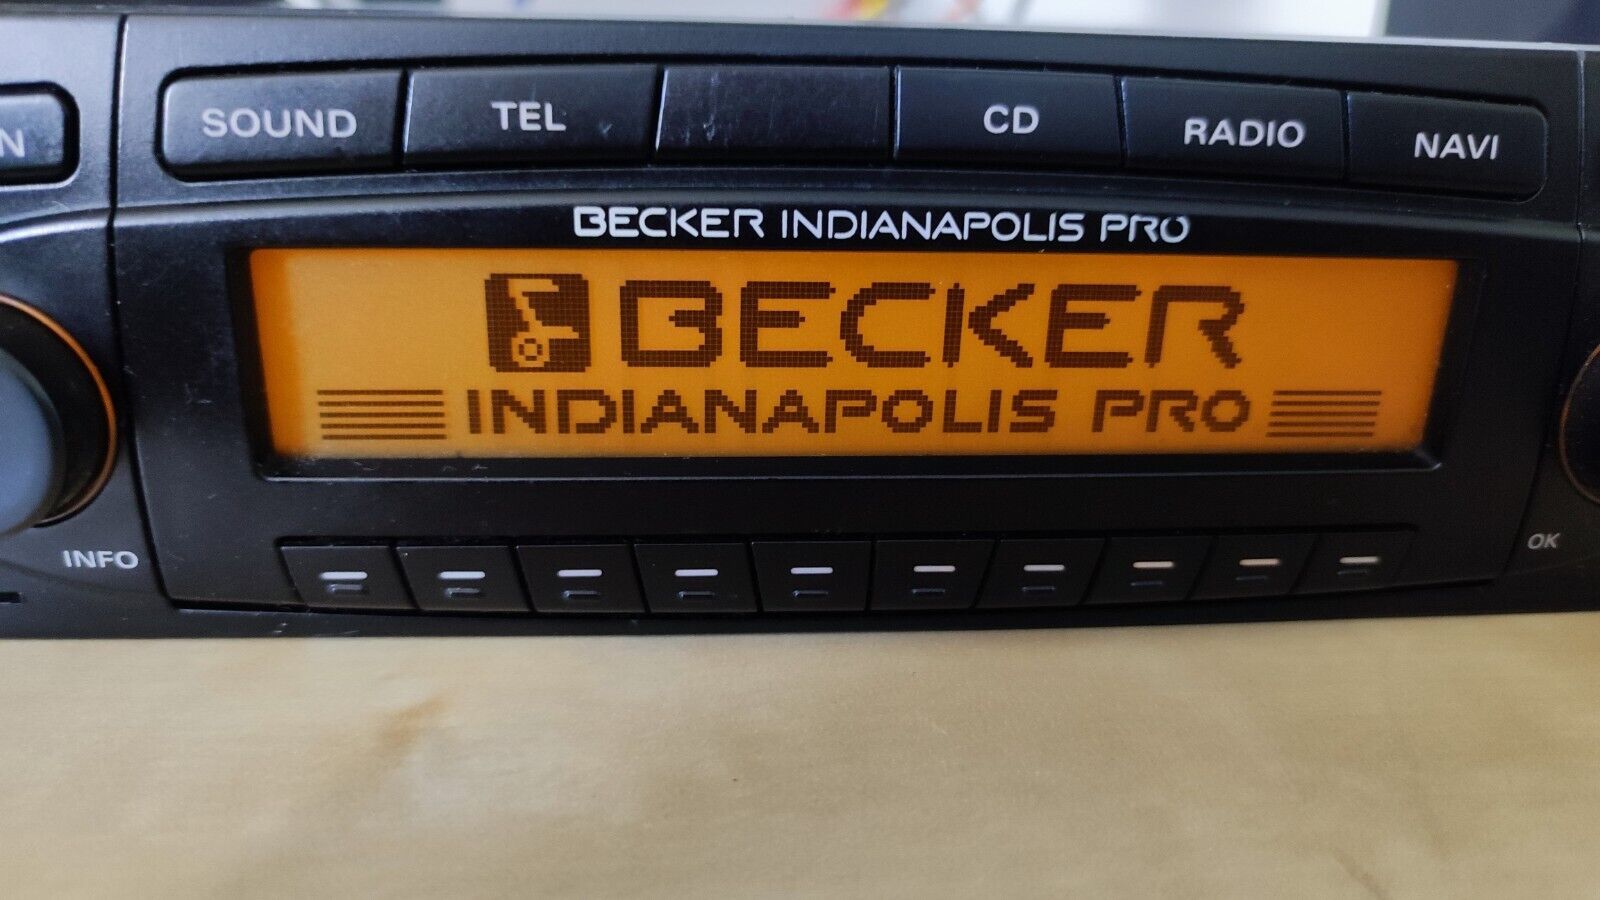 N
SOUND
TEL
CD
RADIO
NAVI
BECKER INDIANAPOLIS PRO
BECKER
INDIANAPOLIS PRO
INFO
OK